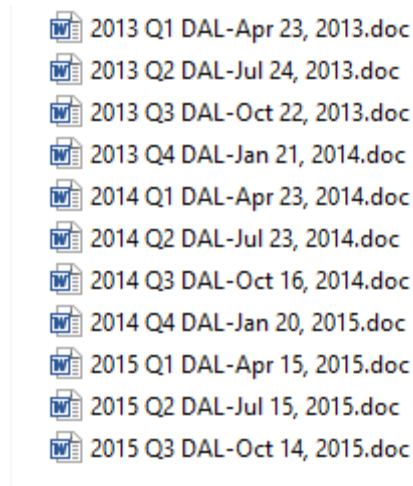 2013 Q1 DAL-Apr 23, 2013.doc
2013 Q2 DAL-Jul 24, 2013.doc
2013 Q3 DAL-Oct 22, 2013.doc
2013 Q4 DAL-Jan 21, 2014.doc
2014 Q1 DAL-Apr 23, 2014.doc
2014 Q2 DAL-Jul 23, 2014.doc
2014 Q3 DAL-Oct 16, 2014.doc
2014 Q4 DAL-Jan 20, 2015.doc
2015 Q1 DAL-Apr 15, 2015.doc
2015 Q2 DAL-Jul 15, 2015.doc
2015 Q3 DAL-Oct 14, 2015.doc